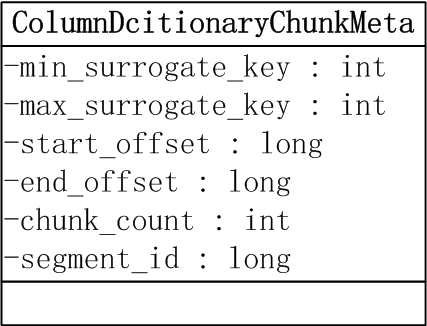 ColumnDcitionaryChunkMeta
-min_surrogate_key : int
-max_surrogate_key : int
-start_offset : long
-end_offset : long
-chunk_count : int
-segment_id : long